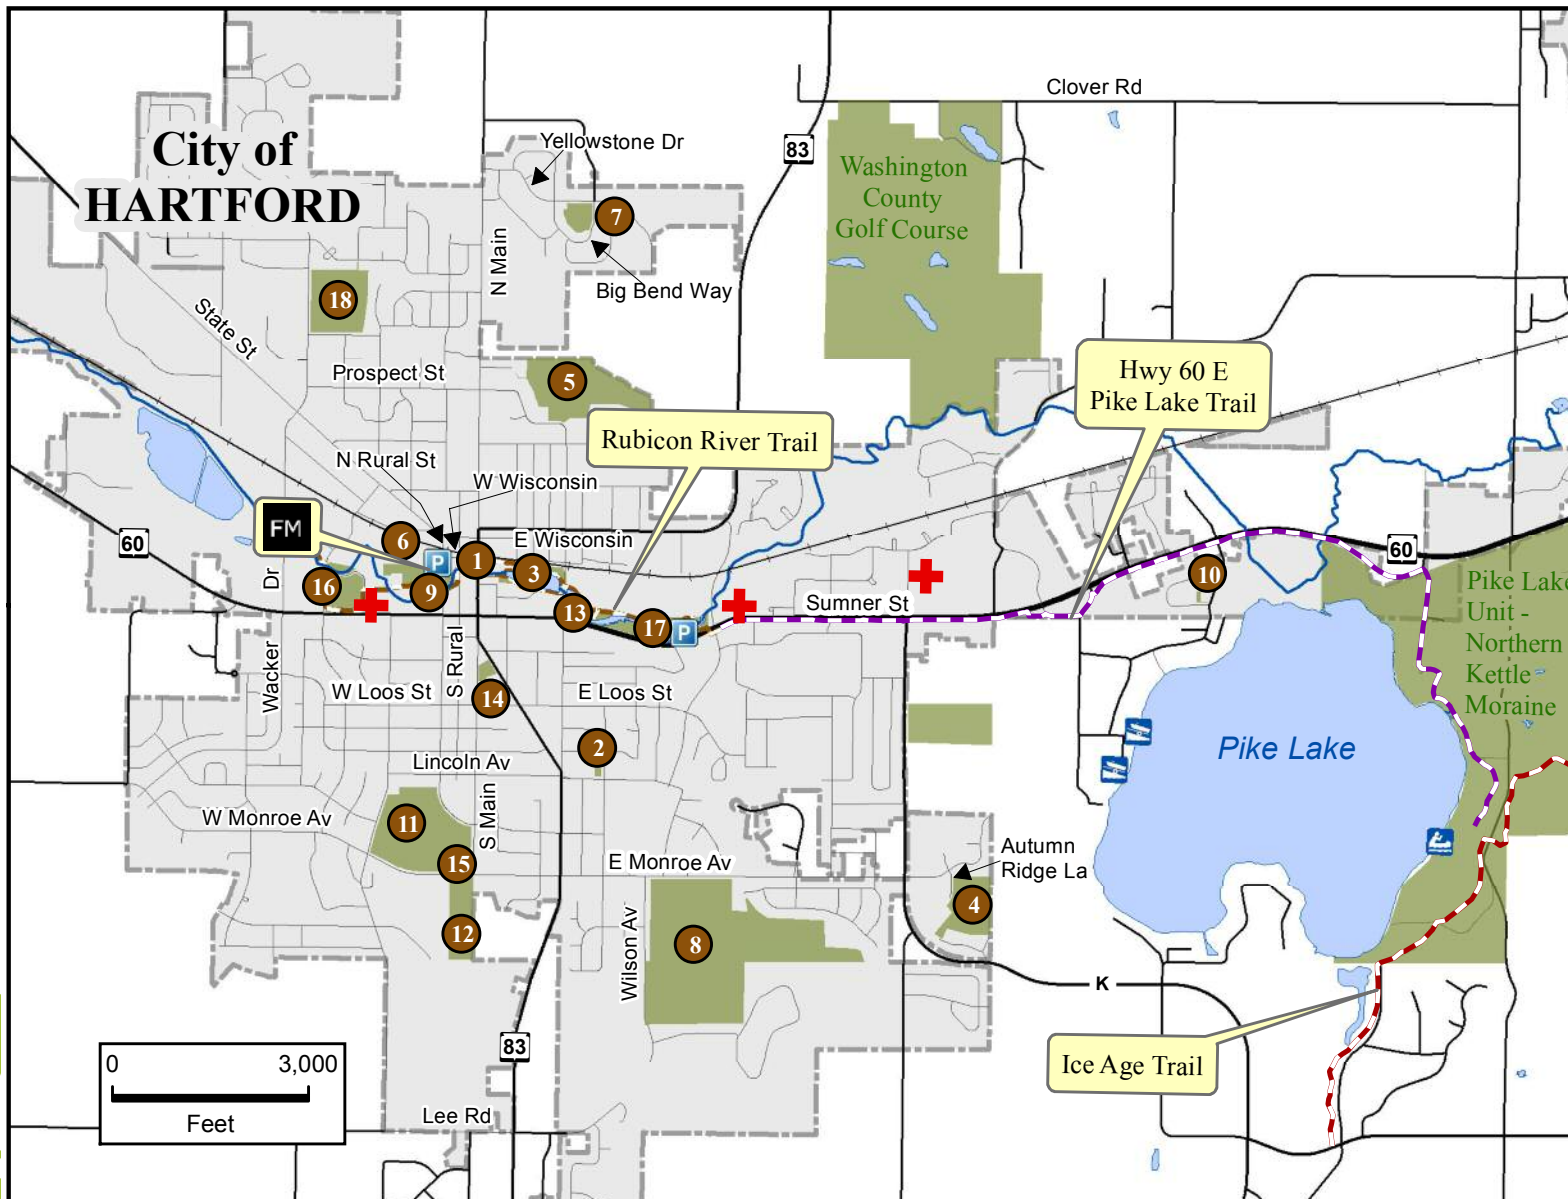 City of
HARTFORD
Clover Rd
Yellowstone Dr
83
Washington
County
Golf Course
7
N Main
Big Bend Way
18
State St
Prospect St
5
Hwy 60 E
Pike Lake Trail
Rubicon River Trail
N Rural St
W Wisconsin
FM
60
6
P
1
E Wisconsin
3
60
10
Dr
16
9
13
17
P
Sumner St
Pike Lake
Unit -
Northern
Kettle
Moraine
Wacker
W Loos St
S Rural
14
E Loos St
2
Pike Lake
Lincoln Av
W Monroe Av
11
S Main
15
E Monroe Av
Autumn
Ridge La
4
12
Wilson Av
8
K
83
0
3,000
Feet
Ice Age Trail
Lee Rd